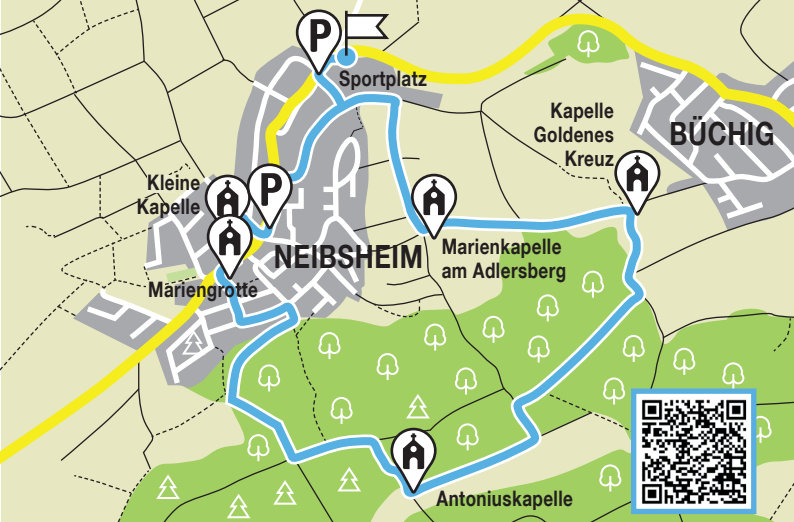 P
Sportplatz
Kapelle
Goldenes
Kreuz
BÜCHIG
Kleine
Kapelle
P
NEIBSHEIM
Marienkapelle
am Adlersberg
Mariengrotte
Antoniuskapelle